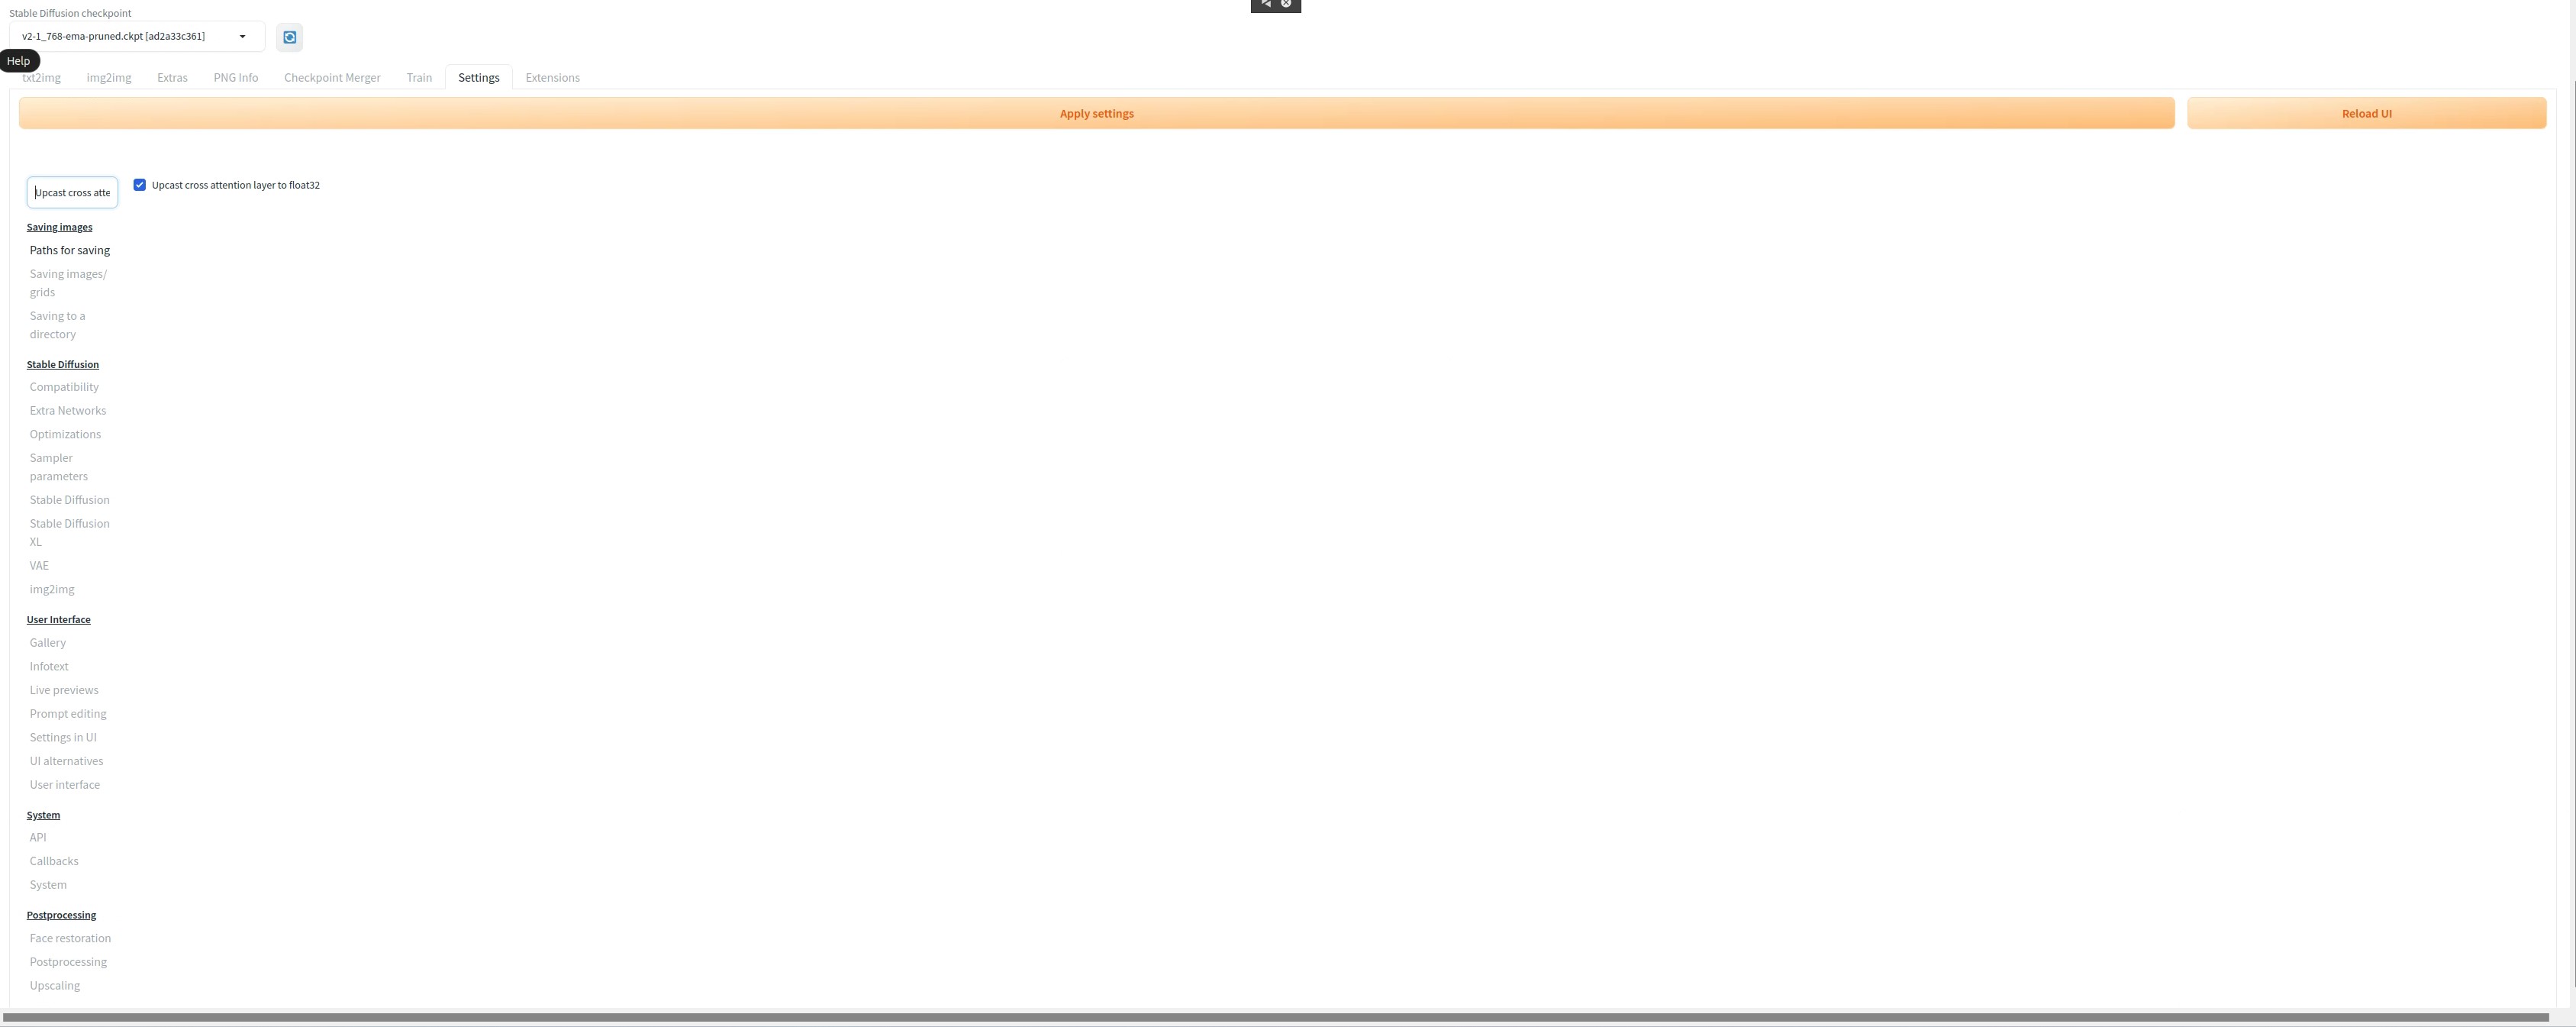 Stable Diffusion checkpoint
v2-1_768-ema-pruned.ckpt [ad2a33c361]
Help
txt2img img2img Extras PNG Info Checkpoint Merger Train Settings Extensions
Apply settings Reload UI
Upcast cross atte
Upcast cross attention layer to float32
Saving images
Paths for saving
Saving images/
grids
Saving to a
directory
Stable Diffusion
Compatibility
Extra Networks
Optimizations
Sampler
parameters
Stable Diffusion
Stable Diffusion
XL
VAE
img2img
User Interface
Gallery
Infotext
Live previews
Prompt editing
Settings in UI
UI alternatives
User interface
System
API
Callbacks
System
Postprocessing
Face restoration
Postprocessing
Upscaling